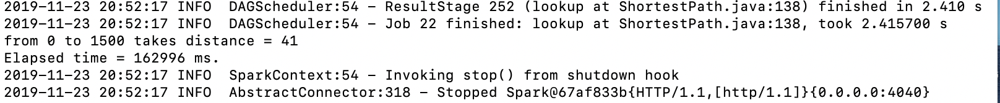 2019-11-23 20:52:17 INFO  DAGScheduler:54 - ResultStage 252 (lookup at ShortestPath.java:138) finished in 2.410 s
2019-11-23 20:52:17 INFO  DAGScheduler:54 - Job 22 finished: lookup at ShortestPath.java:138, took 2.415700 s
from 0 to 1500 takes distance = 41
Elapsed time = 162996 ms.
2019-11-23 20:52:17 INFO  SparkContext:54 - Invoking stop() from shutdown hook
2019-11-23 20:52:17 INFO  AbstractConnector:318 - Stopped Spark@67af833b{HTTP/1.1,[http/1.1]}{0.0.0.0:4040}